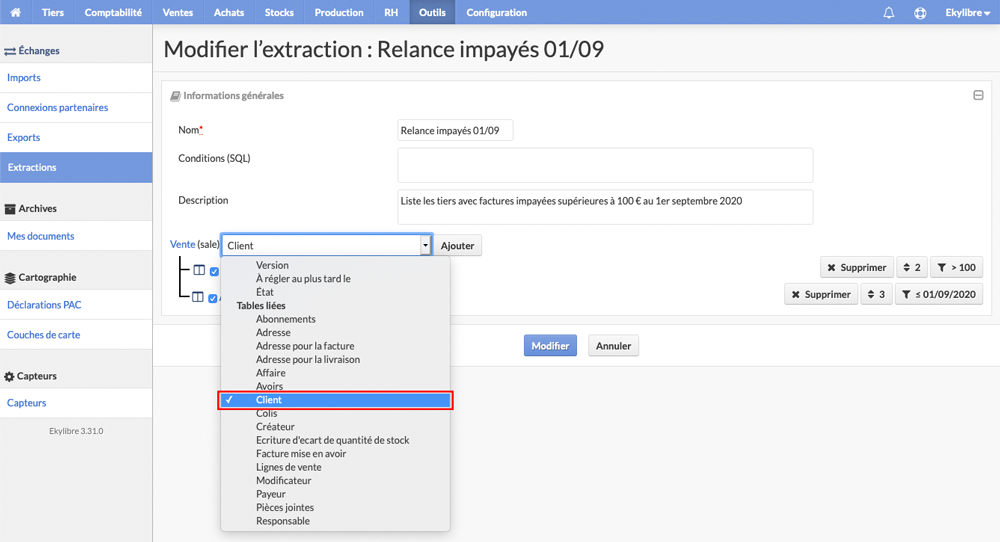 Tiers Comptabilité Ventes Achats Stocks Production RH Outils Configuration Ekylibre
Échanges
Imports
Connexions partenaires
Exports
Extractions
Archives
Mes documents
Cartographie
Déclarations PAC
Couches de carte
Capteurs
Capteurs
Ekylibre 3.31.0
Modifier l’extraction : Relance impayés 01/09
Informations générales
Nom* Relance impayés 01/09
Conditions (SQL)
Description Liste les tiers avec factures impayées supérieures à 100 € au 1er septembre 2020
Vente (sale) Client Ajouter
Supprimer 2 > 100
Supprimer 3 ≤ 01/09/2020
Version
À régler au plus tard le
État
Tables liées
Abonnements
Adresse
Adresse pour la facture
Adresse pour la livraison
Affaire
Avoirs
✓ Client
Colis
Créateur
Ecriture d'ecart de quantité de stock
Facture mise en avoir
Lignes de vente
Modificateur
Payeur
Pièces jointes
Responsable
Modifier Annuler